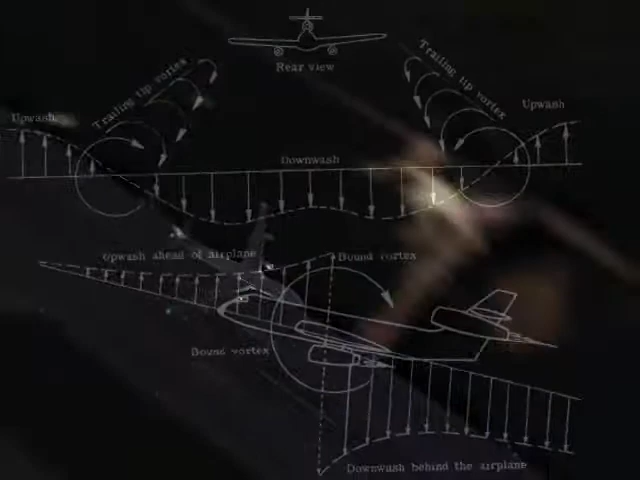 Rear view
Trailing tip vortex
Trailing tip vortex
Upwash
Upwash
Downwash
Upwash ahead of airplane
Bound vortex
Bound vortex
Downwash behind the airplane